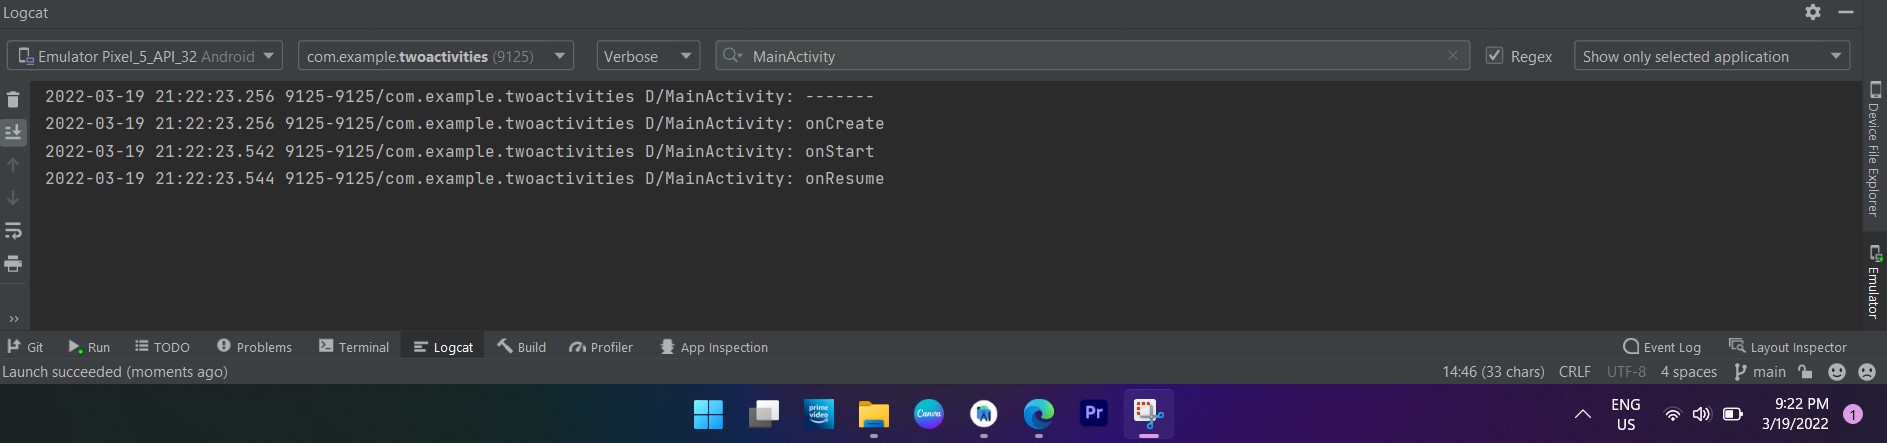 Logcat
Emulator Pixel_5_API_32 Android
com.example.twoactivities (9125)
Verbose
MainActivity
Regex
Show only selected application
2022-03-19 21:22:23.256 9125-9125/com.example.twoactivities D/MainActivity: -------
2022-03-19 21:22:23.256 9125-9125/com.example.twoactivities D/MainActivity: onCreate
2022-03-19 21:22:23.542 9125-9125/com.example.twoactivities D/MainActivity: onStart
2022-03-19 21:22:23.544 9125-9125/com.example.twoactivities D/MainActivity: onResume
Device File Explorer
Emulator
Git
Run
TODO
Problems
Terminal
Logcat
Build
Profiler
App Inspection
Event Log
Layout Inspector
Launch succeeded (moments ago)
14:46 (33 chars)
CRLF
UTF-8
4 spaces
main
prime video
Canva
Pr
ENG
US
9:22 PM
3/19/2022
1